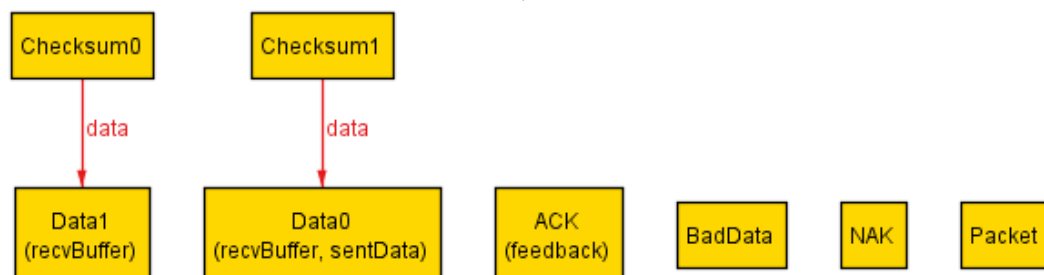 Checksum0
Checksum1
data
data
Data1
(recvBuffer)
Data0
(recvBuffer, sentData)
ACK
(feedback)
BadData
NAK
Packet